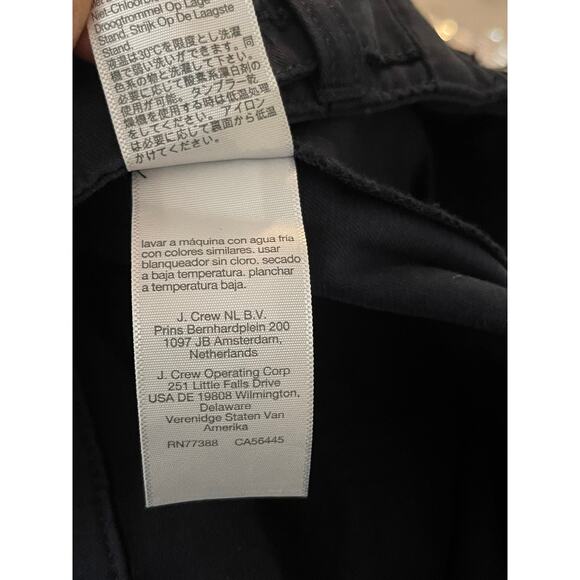 Droogtrommel Op Lage
Stand. Strijk Op De Laagste
Stand.
液温は30℃を限度とし洗濯
機で弱い洗いができます。同
色系の物と洗濯して下さい。
必要に応じて酸素系漂白剤の
使用が可能。タンブラー乾
燥機を使用する時は低温処理
をしてください。アイロン
は必要に応じて裏面から低温
かけてください。
lavar a máquina con agua fría
con colores similares. usar
blanqueador sin cloro. secado
a baja temperatura. planchar
a temperatura baja.
J. Crew NL B.V.
Prins Bernhardplein 200
1097 JB Amsterdam,
Netherlands
J. Crew Operating Corp
251 Little Falls Drive
USA DE 19808 Wilmington,
Delaware
Verenidge Staten Van
Amerika
RN77388 CA56445